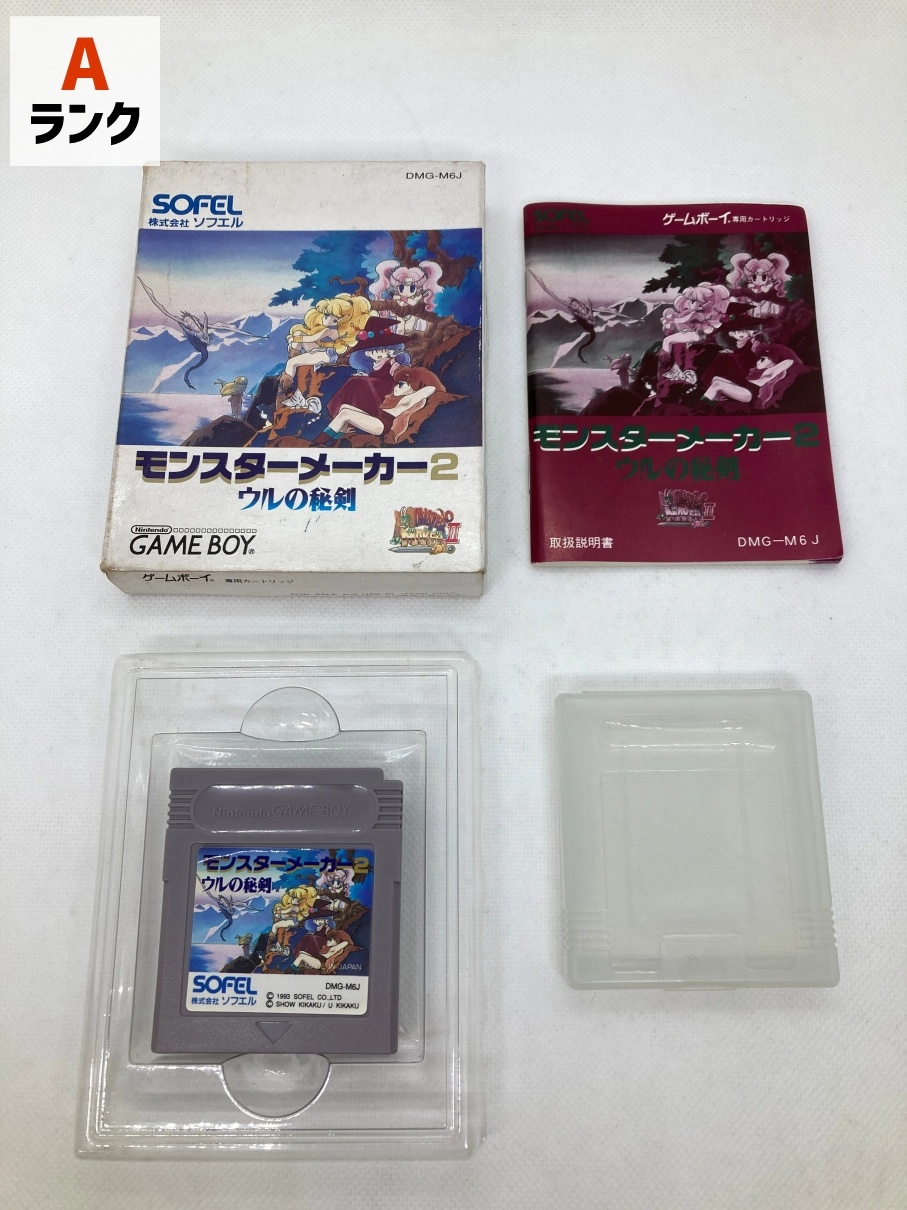 A
ランク
DMG-M6J
SOFEL
株式会社 ソフエル
モンスターメーカー2
ウルの秘剣
Nintendo
GAME BOY
ゲームボーイ 専用カートリッジ
SOFEL
ゲームボーイ 専用カートリッジ
モンスターメーカー2
ウルの秘剣
取扱説明書
DMG-M6J
Nintendo GAME BOY
モンスターメーカー2
ウルの秘剣
MADE IN JAPAN
SOFEL
株式会社 ソフエル
DMG-M6J
© 1993 SOFEL CO.,LTD
© SHOW KIKAKU / U KIKAKU